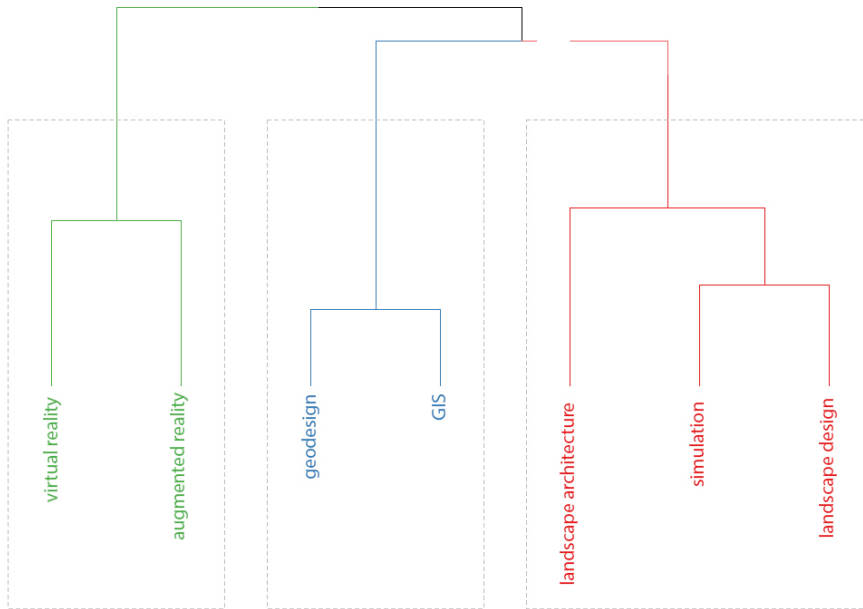 virtual reality
augmented reality
geodesign
GIS
landscape architecture
simulation
landscape design